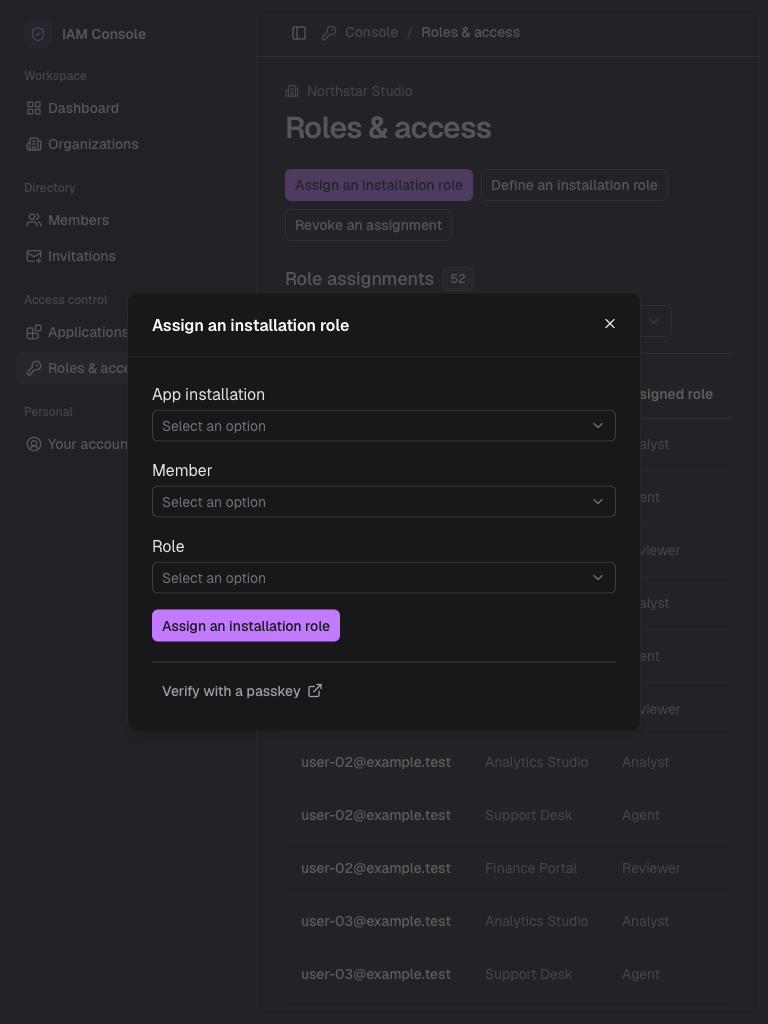 IAM Console
Workspace
Dashboard
Organizations
Directory
Members
Invitations
Access control
Applications
Roles & acce
Personal
Your accoun
Console / Roles & access
Northstar Studio
Roles & access
Assign an installation role
Define an installation role
Revoke an assignment
Role assignments 52
signed role
alyst
ent
viewer
alyst
ent
viewer
Assign an installation role
App installation
Select an option
Member
Select an option
Role
Select an option
Assign an installation role
Verify with a passkey
user-02@example.test Analytics Studio Analyst
user-02@example.test Support Desk Agent
user-02@example.test Finance Portal Reviewer
user-03@example.test Analytics Studio Analyst
user-03@example.test Support Desk Agent